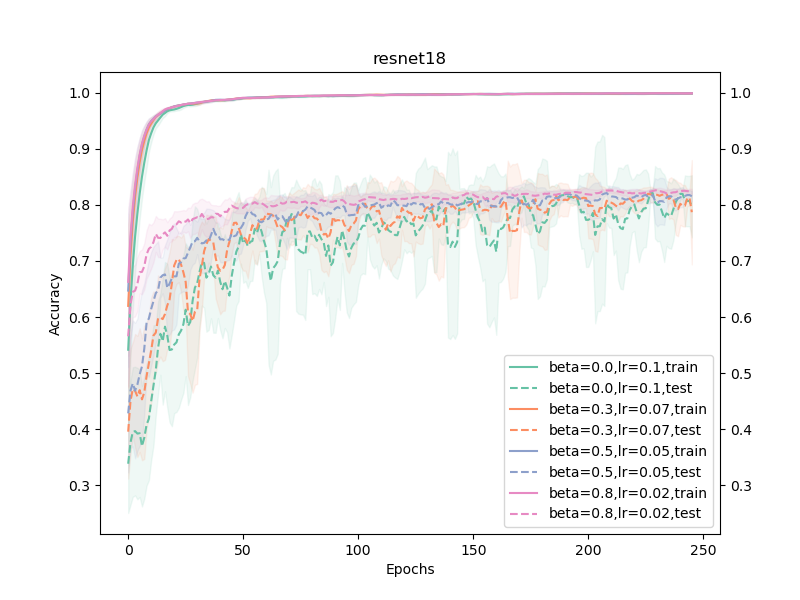 resnet18
1.0
0.9
0.8
0.7
0.6
0.5
0.4
0.3
Accuracy
1.0
0.9
0.8
0.7
0.6
0.5
0.4
0.3
beta=0.0,lr=0.1,train
beta=0.0,lr=0.1,test
beta=0.3,lr=0.07,train
beta=0.3,lr=0.07,test
beta=0.5,lr=0.05,train
beta=0.5,lr=0.05,test
beta=0.8,lr=0.02,train
beta=0.8,lr=0.02,test
0 50 100 150 200 250
Epochs